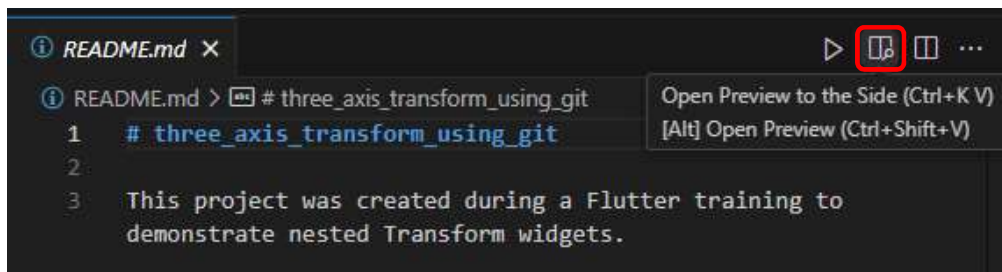 README.md
README.md > # three_axis_transform_using_git
Open Preview to the Side (Ctrl+K V)
[Alt] Open Preview (Ctrl+Shift+V)
1 # three_axis_transform_using_git
2
3 This project was created during a Flutter training to
demonstrate nested Transform widgets.